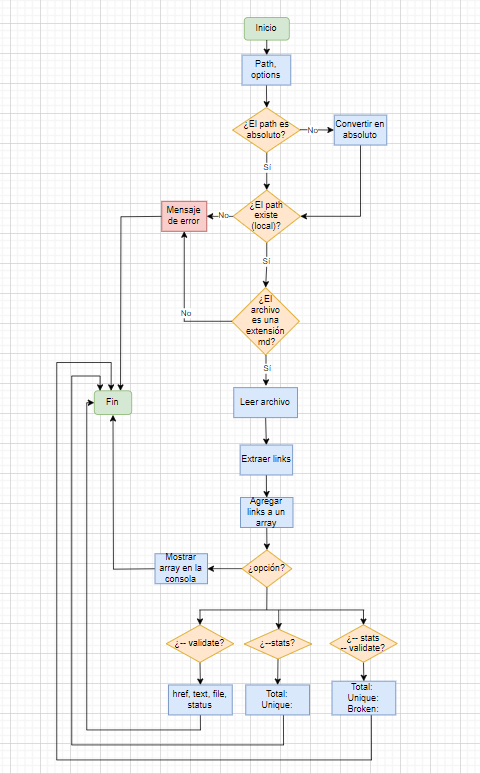 Inicio
Path,
options
¿El path es
absoluto?
No
Convertir en
absoluto
Sí
Mensaje
de error
No
¿El path
existe
(local)?
Sí
¿El
archivo
es una
extensión
md?
No
Sí
Fin
Leer archivo
Extraer links
Agregar
links a un
array
Mostrar
array en la
consola
¿opción?
¿-- validate?
¿--stats?
¿-- stats
-- validate?
href, text, file,
status
Total:
Unique:
Total:
Unique:
Broken: